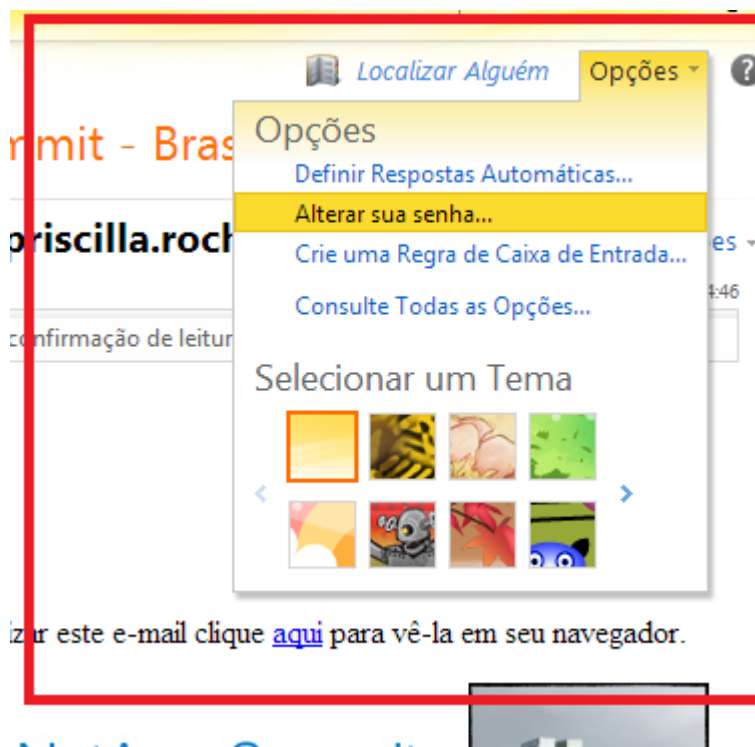 Localizar Alguém Opções ?
Opções
mmit - Bras
Definir Respostas Automáticas...
Alterar sua senha...
priscilla.roch
Crie uma Regra de Caixa de Entrada...
es
4:46
Consulte Todas as Opções...
confirmação de leitur
Selecionar um Tema
izar este e-mail clique aqui para vê-la em seu navegador.